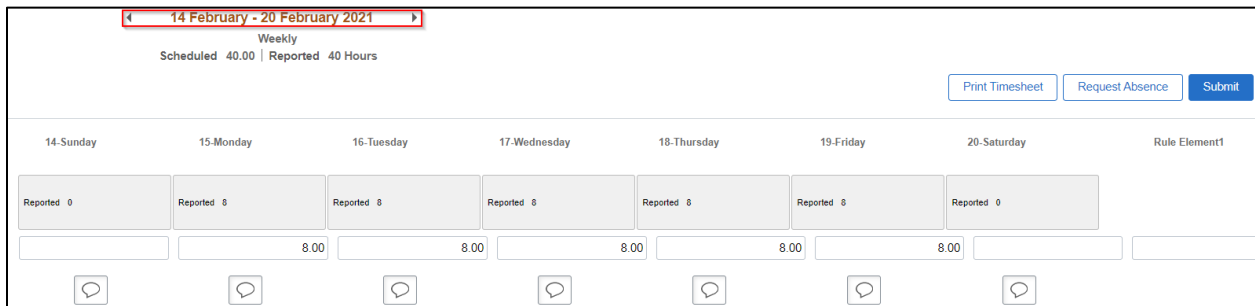 14 February - 20 February 2021
Weekly
Scheduled 40.00 | Reported 40 Hours
Print Timesheet Request Absence Submit
14-Sunday 15-Monday 16-Tuesday 17-Wednesday 18-Thursday 19-Friday 20-Saturday Rule Element1
Reported 0 Reported 8 Reported 8 Reported 8 Reported 8 Reported 8 Reported 0
8.00 8.00 8.00 8.00 8.00